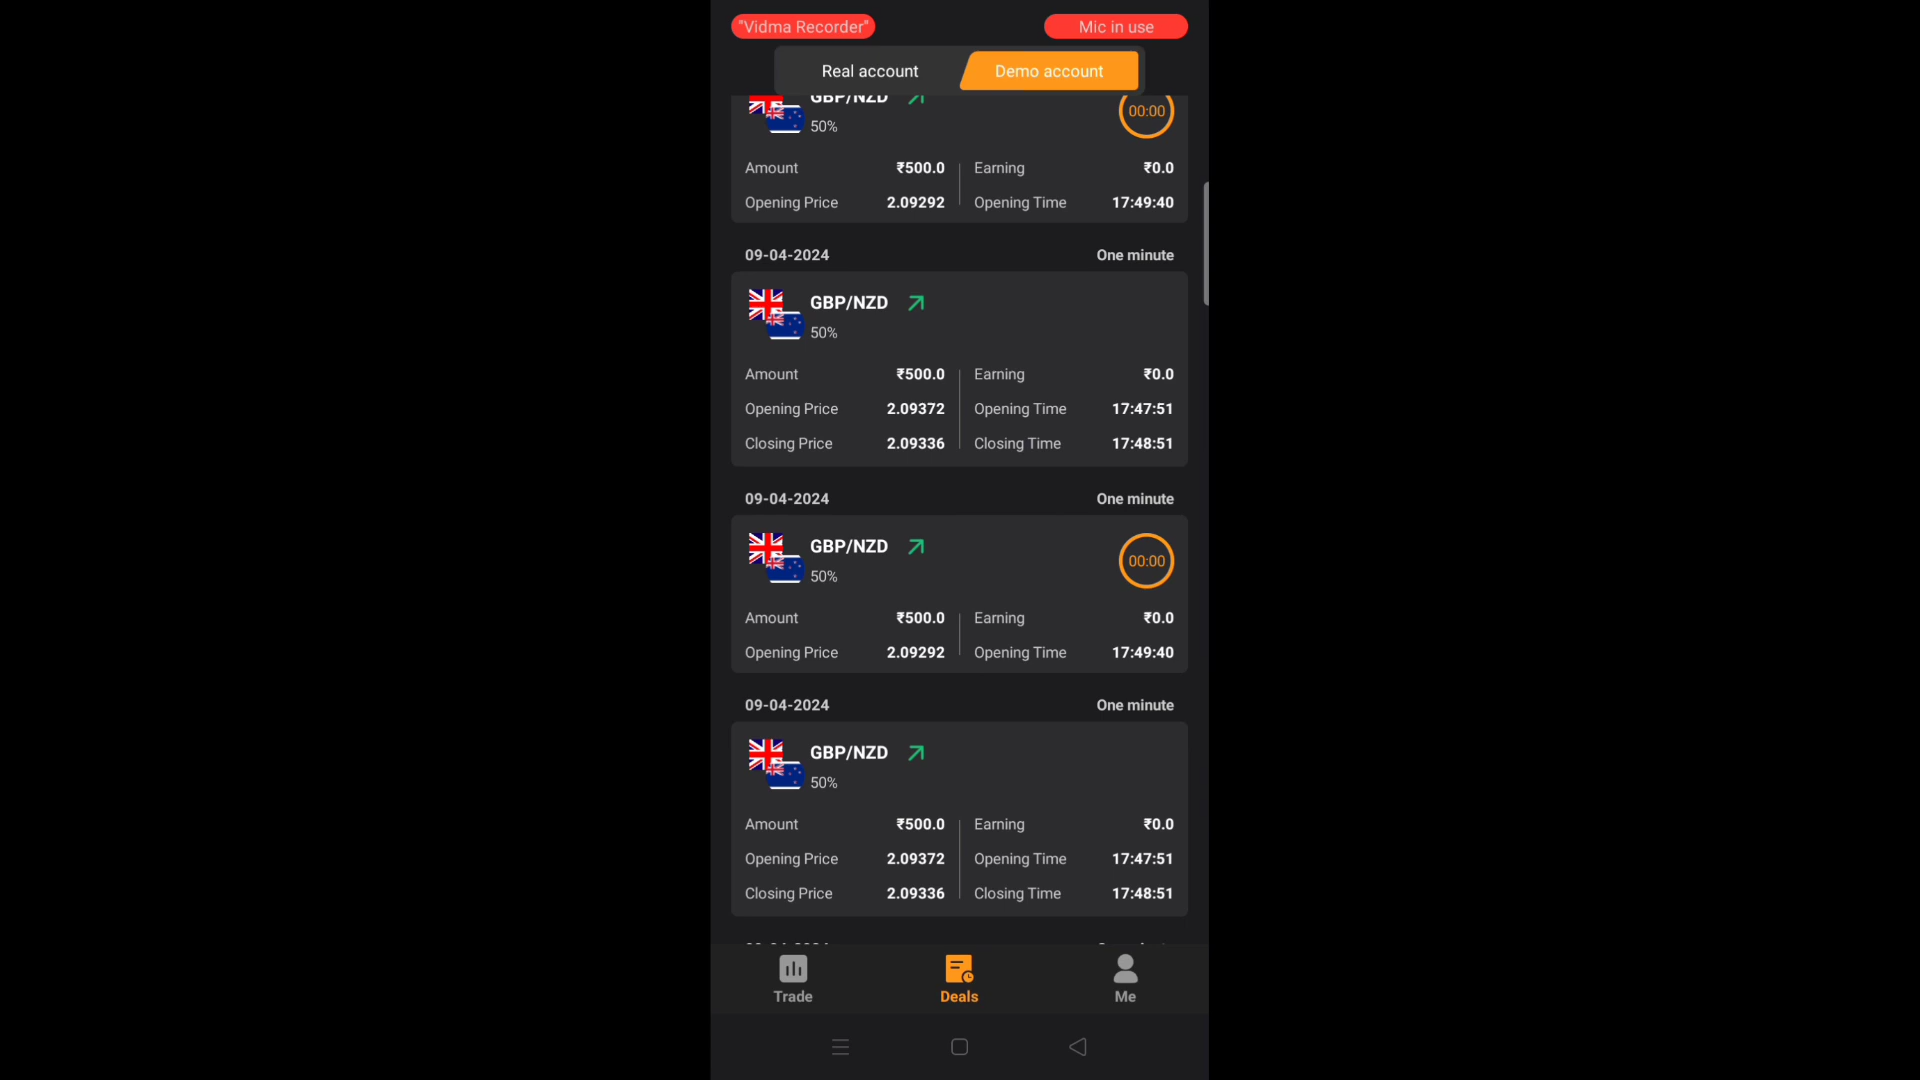 "Vidma Recorder" Mic in use
Real account Demo account
GBP/NZD
50%
00:00
Amount ₹500.0 Earning ₹0.0
Opening Price 2.09292 Opening Time 17:49:40
09-04-2024 One minute
GBP/NZD
50%
Amount ₹500.0 Earning ₹0.0
Opening Price 2.09372 Opening Time 17:47:51
Closing Price 2.09336 Closing Time 17:48:51
09-04-2024 One minute
GBP/NZD
50%
00:00
Amount ₹500.0 Earning ₹0.0
Opening Price 2.09292 Opening Time 17:49:40
09-04-2024 One minute
GBP/NZD
50%
Amount ₹500.0 Earning ₹0.0
Opening Price 2.09372 Opening Time 17:47:51
Closing Price 2.09336 Closing Time 17:48:51
Trade Deals Me